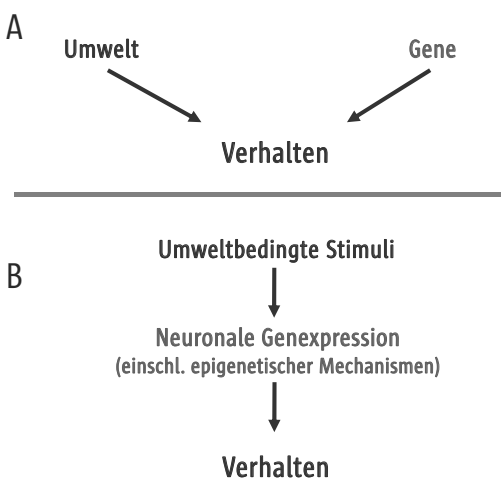 A
Umwelt
Gene
Verhalten
Umweltbedingte Stimuli
B
Neuronale Genexpression
(einschl. epigenetischer Mechanismen)
Verhalten